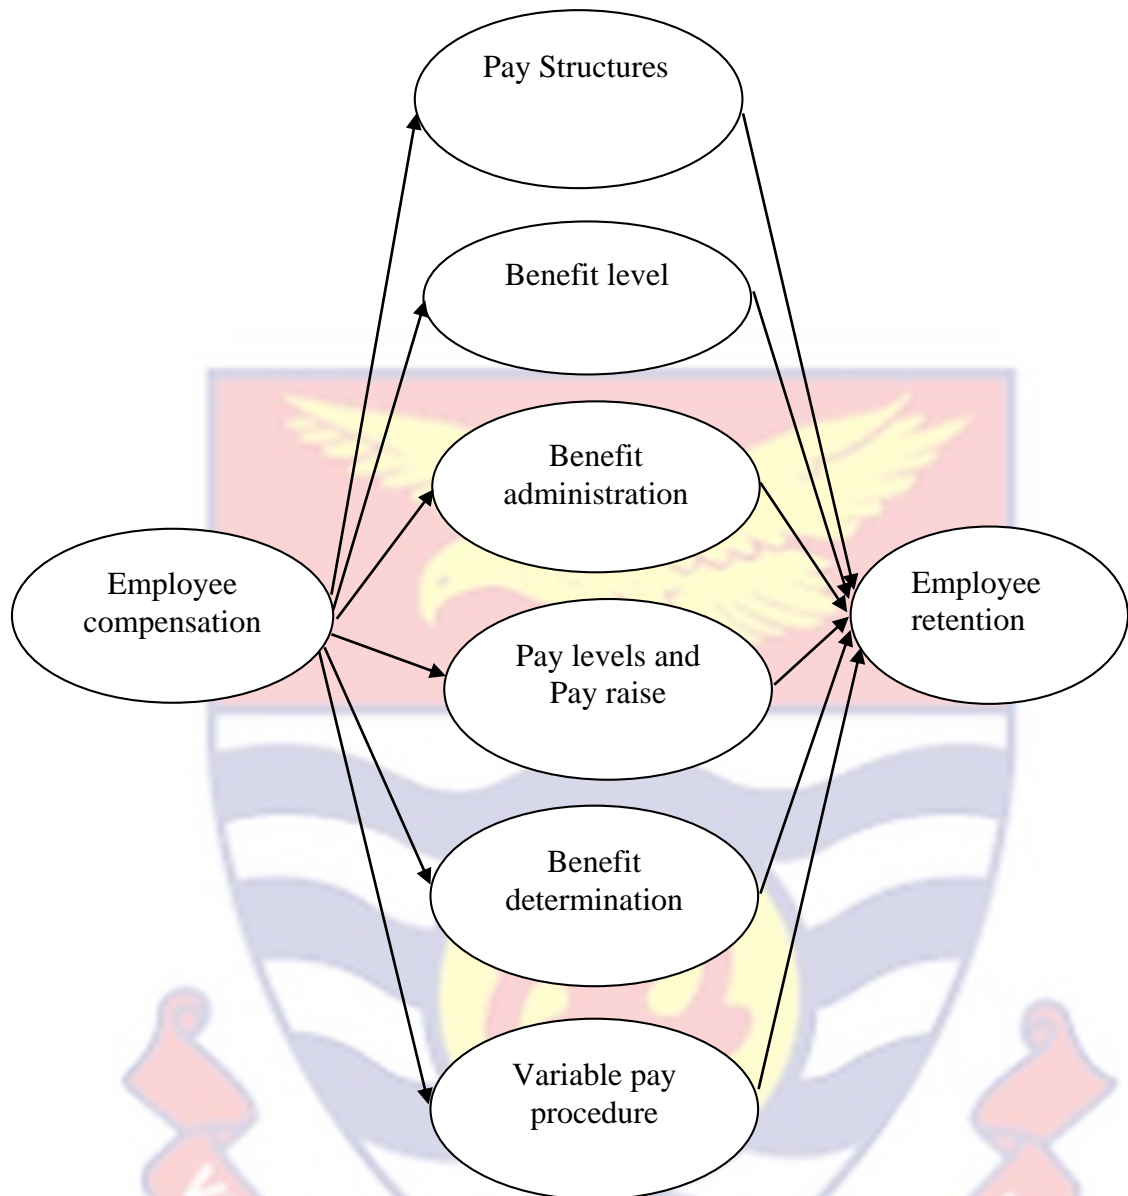 Pay Structures
Benefit level
Benefit
administration
Employee
compensation
Employee
retention
Pay levels and
Pay raise
Benefit
determination
Variable pay
procedure